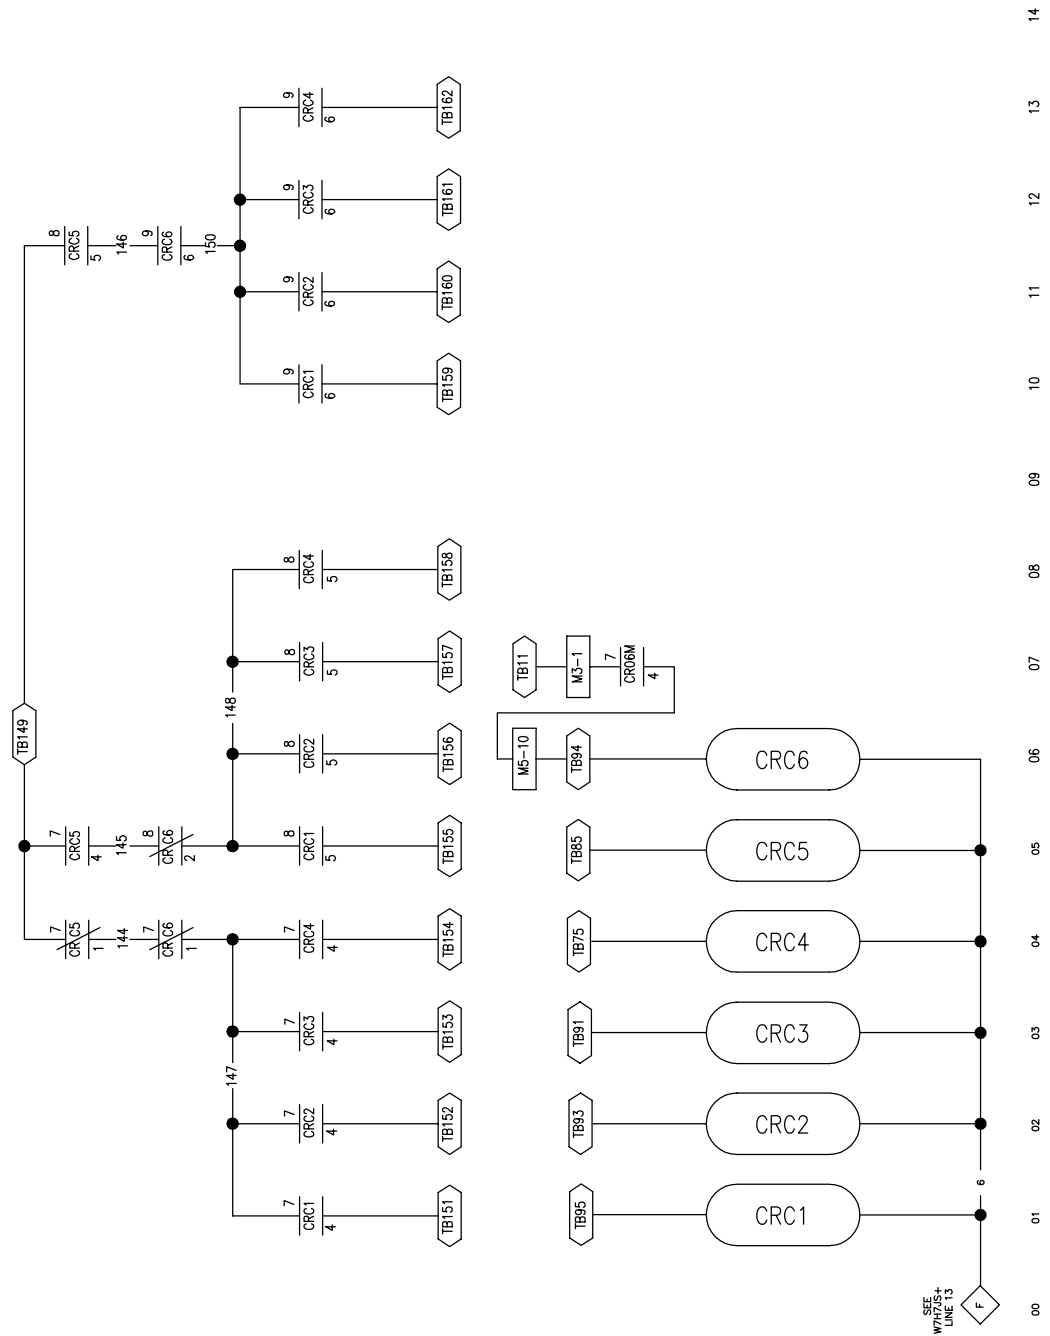 TB149
7 7 8
CRC5 CRC5 CRC5
1 4 5
144 145 146
7 8 9
CRC6 CRC6 CRC6
1 2 6
150
147 148
7 7 7 7 8 8 8 8 9 9 9 9
CRC1 CRC2 CRC3 CRC4 CRC1 CRC2 CRC3 CRC4 CRC1 CRC2 CRC3 CRC4
4 4 4 4 5 5 5 5 6 6 6 6
TB151 TB152 TB153 TB154 TB155 TB156 TB157 TB158 TB159 TB160 TB161 TB162
M5-10 TB11
M3-1
7
CR06M
4
TB95 TB93 TB91 TB75 TB85 TB94
CRC1 CRC2 CRC3 CRC4 CRC5 CRC6
SEE
W7H7JS+
LINE 13
F 6
00 01 02 03 04 05 06 07 08 09 10 11 12 13 14